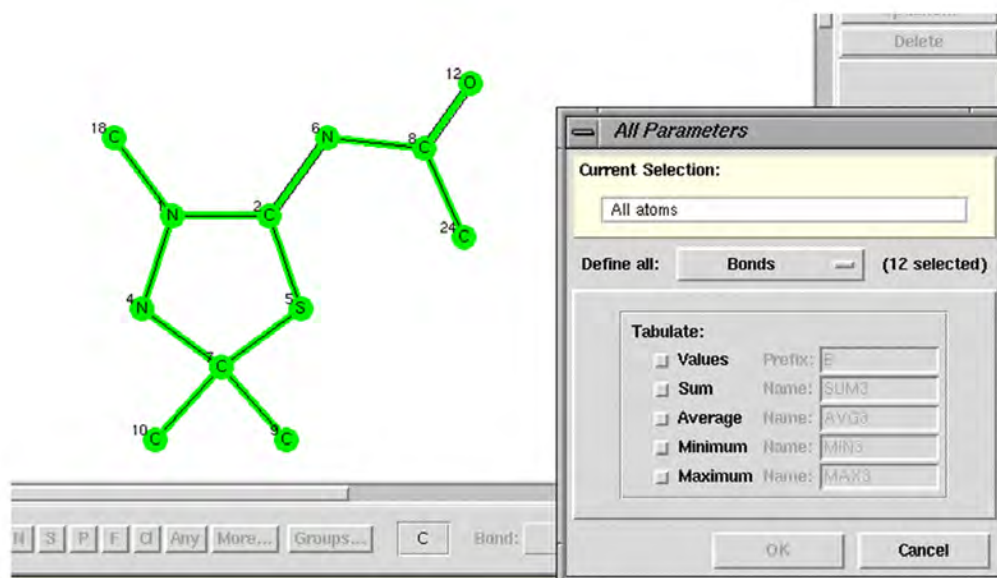 Delete
All Parameters
Current Selection:
All atoms
Define all: Bonds (12 selected)
Tabulate:
Values Prefix: B
Sum Name: SUM3
Average Name: AVG3
Minimum Name: MIN3
Maximum Name: MAX3
OK Cancel
12 O
18 C
6 N
8 C
1 N
2 C
24 C
4 N
5 S
C
10 C
9 C
N S P F Cl Any More... Groups... C Bond: